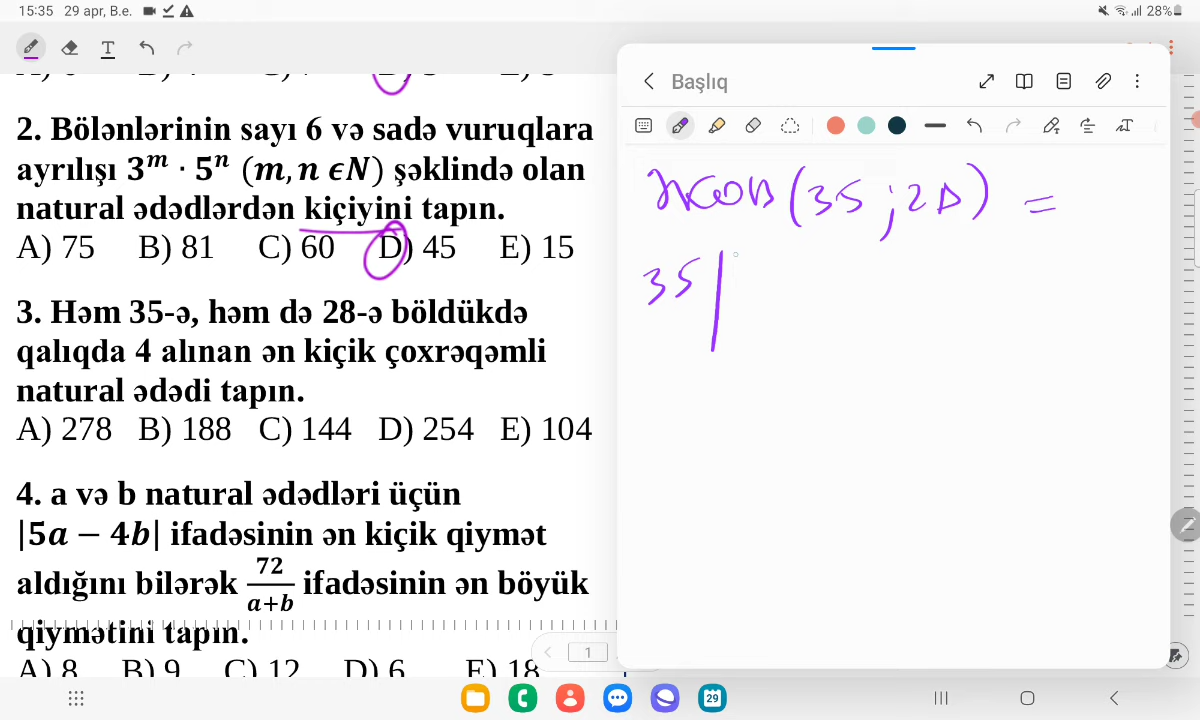 15:35 29 apr, B.e. 28%
2. Bölənlərinin sayı 6 və sadə vuruqlara
ayrılışı 3^m · 5^n (m, n ϵN) şəklində olan
natural ədədlərdən kiçiyini tapın.
A) 75 B) 81 C) 60 D) 45 E) 15
3. Həm 35-ə, həm də 28-ə böldükdə
qalıqda 4 alınan ən kiçik çoxrəqəmli
natural ədədi tapın.
A) 278 B) 188 C) 144 D) 254 E) 104
4. a və b natural ədədləri üçün
|5a − 4b| ifadəsinin ən kiçik qiymət
aldığını bilərək 72/(a+b) ifadəsinin ən böyük
qiymətini tapın.
A) 8 B) 9 C) 12 D) 6 E) 18
1
Başlıq
(35 ; 28) =
35
29